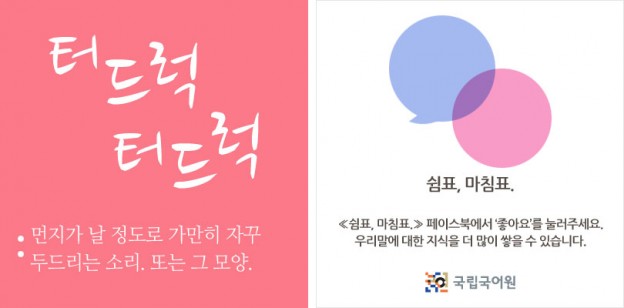 터드럭
터드럭
: 먼지가 날 정도로 가만히 자꾸
두드리는 소리. 또는 그 모양.
쉼표, 마침표.
≪쉼표, 마침표.≫ 페이스북에서 '좋아요'를 눌러주세요.
우리말에 대한 지식을 더 많이 쌓을 수 있습니다.
국립국어원